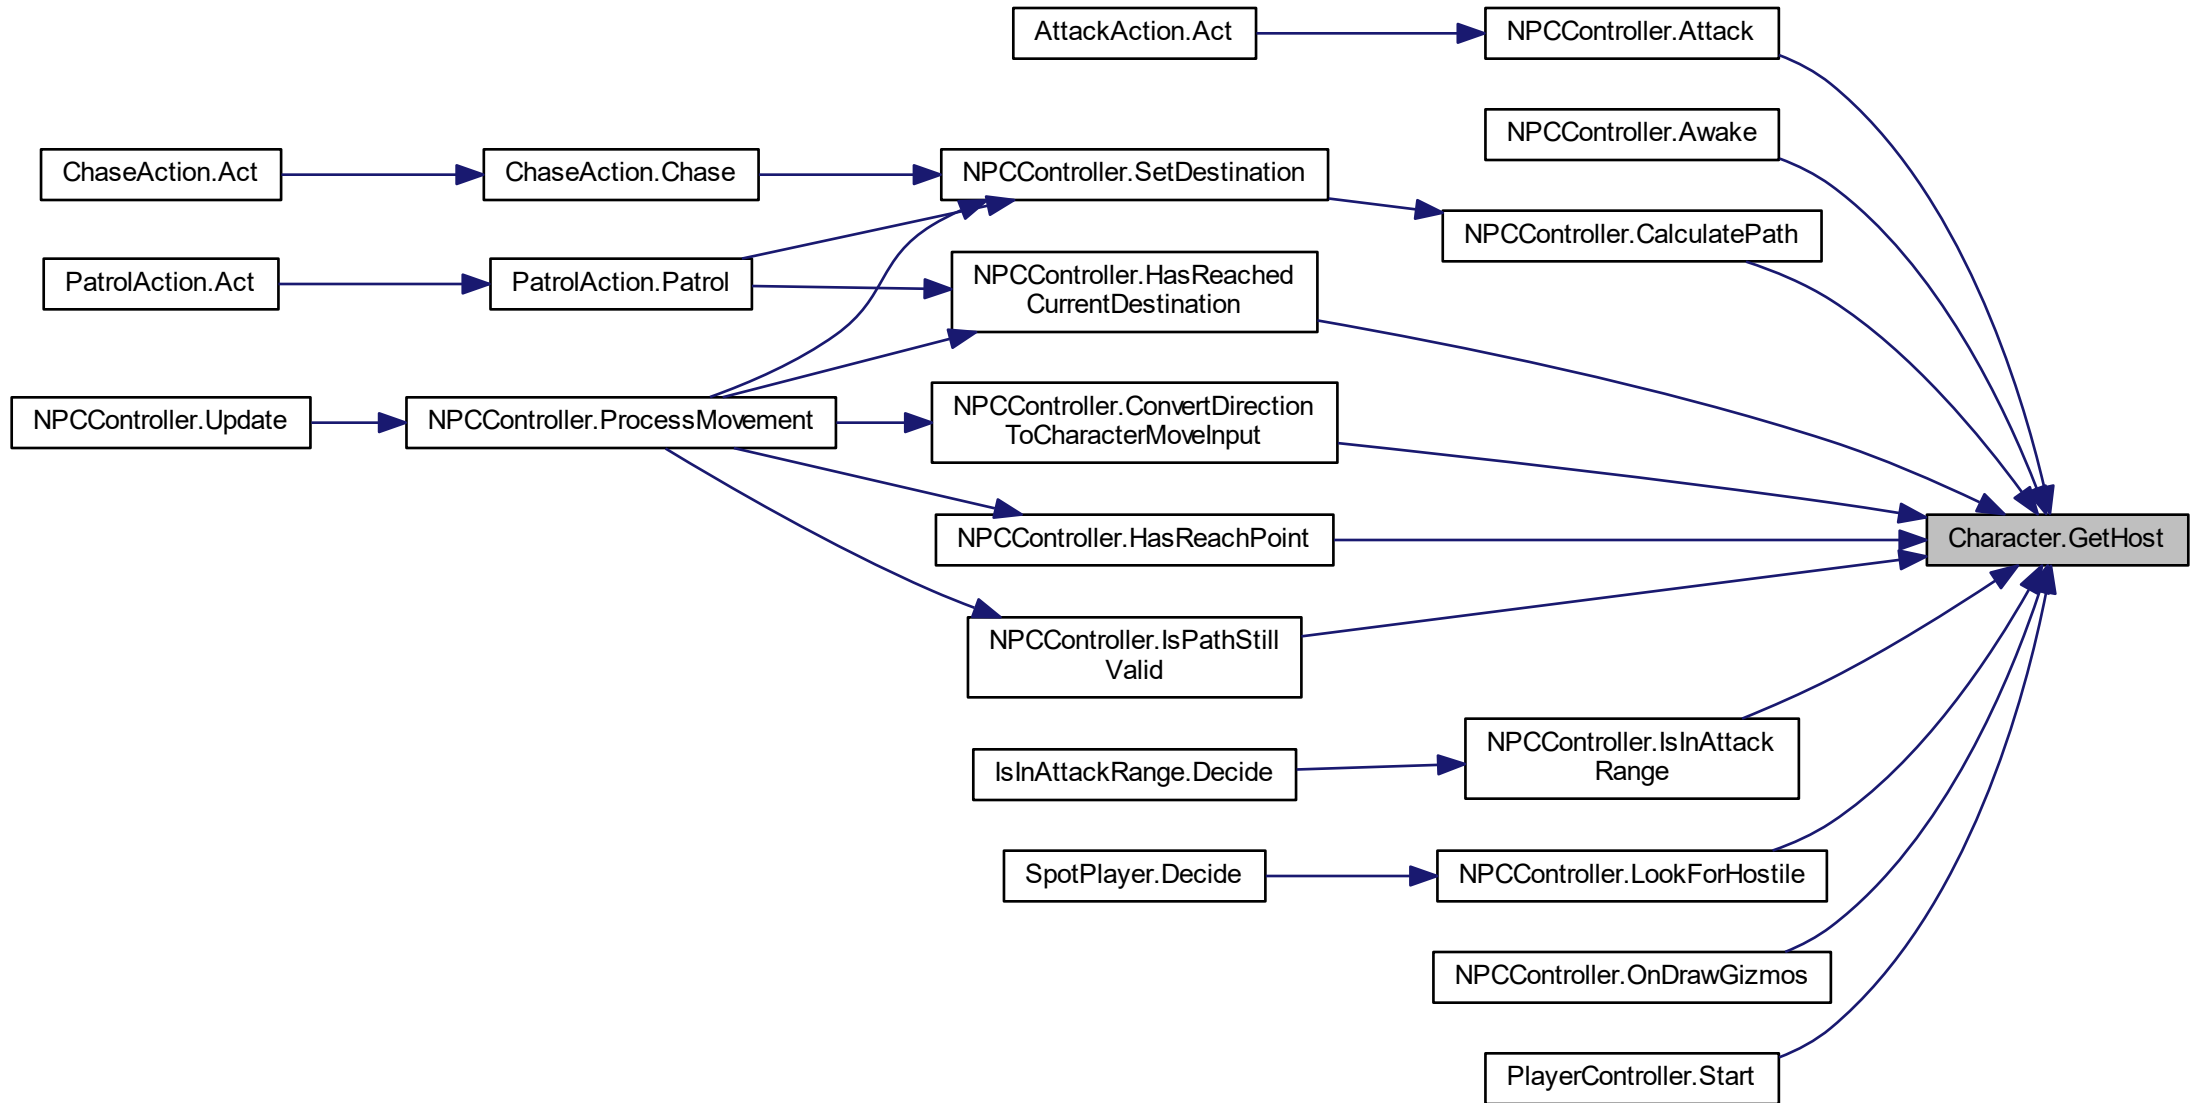 AttackAction.Act
NPCController.Attack
NPCController.Awake
ChaseAction.Act
ChaseAction.Chase
NPCController.SetDestination
NPCController.CalculatePath
PatrolAction.Act
PatrolAction.Patrol
NPCController.HasReached
CurrentDestination
NPCController.Update
NPCController.ProcessMovement
NPCController.ConvertDirection
ToCharacterMoveInput
NPCController.HasReachPoint
Character.GetHost
NPCController.IsPathStill
Valid
NPCController.IsInAttack
Range
IsInAttackRange.Decide
SpotPlayer.Decide
NPCController.LookForHostile
NPCController.OnDrawGizmos
PlayerController.Start